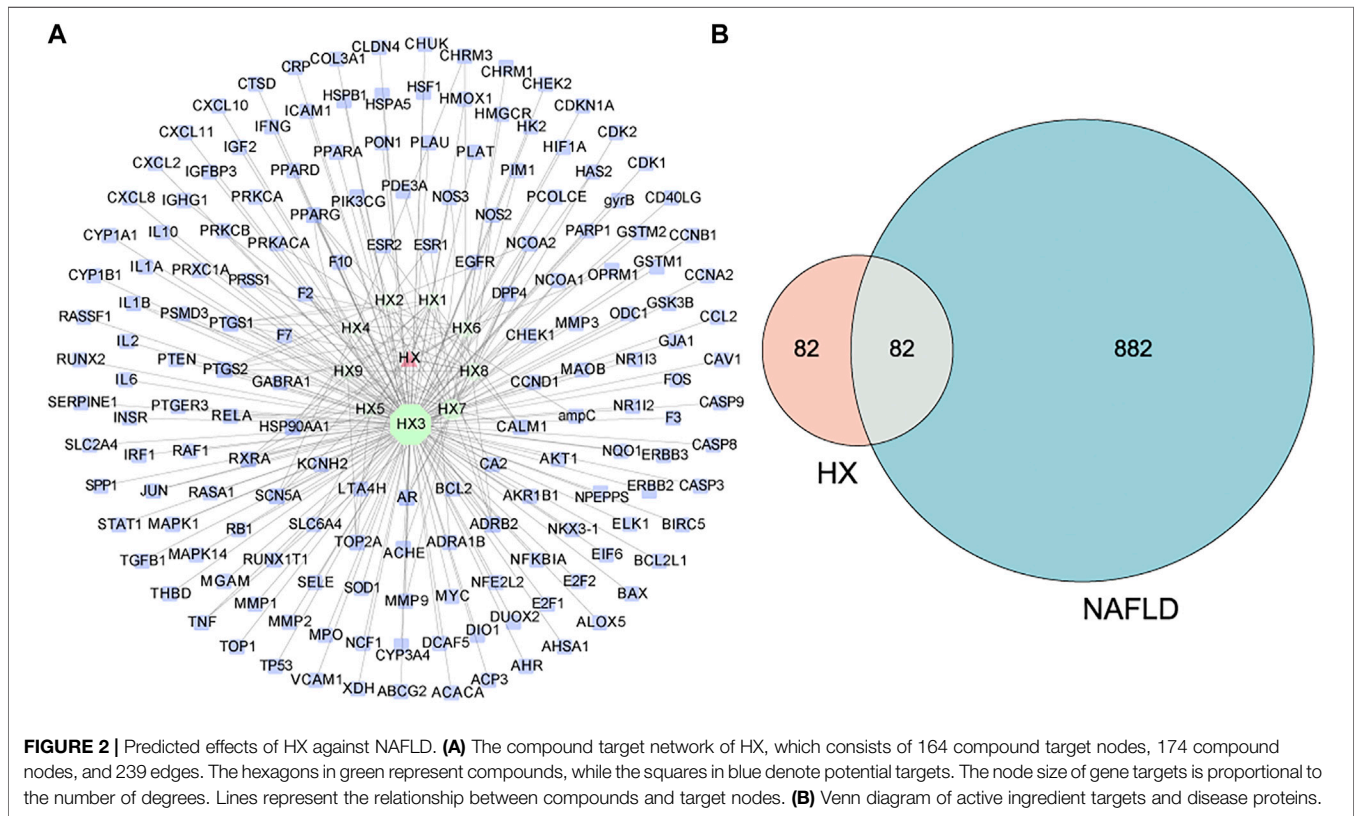 A
B
CLDN4 CHUK
COL3A1 CHRM3
CRP CHRM1
CTSD HSPB1 HSPA5 HSF1 HMOX1 CHEK2
CXCL10 ICAM1 HMGCR CDKN1A
CXCL11 IFNG PPARA PON1 PLAU PLAT HK2 CDK2
IGF2 HIF1A
CXCL2 IGFBP3 PPARD PIM1 HAS2 CDK1
CXCL8 IGHG1 PRKCA PIK3CG PDE3A NOS3 PCOLCE gyrB CD40LG
PPARG NOS2
CYP1A1 IL10 PRKCB PRKACA ESR2 ESR1 NCOA2 PARP1 GSTM2 CCNB1
CYP1B1 IL1A PRXC1A PRSS1 F10 EGFR NCOA1 OPRM1 GSTM1 CCNA2
F2 HX2 HX1 DPP4
RASSF1 IL1B PSMD3 PTGS1 HX4 HX6 MMP3 ODC1 GSK3B CCL2
F7 CHEK1
RUNX2 IL2 PTEN PTGS2 HX HX9 HX8 MAOB NR1I3 GJA1 CAV1
IL6 GABRA1 CCND1 FOS
SERPINE1 INSR PTGER3 RELA HX5 HX7 ampC NR1I2 F3 CASP9
HSP90AA1 HX3 CALM1
SLC2A4 IRF1 RAF1 RXRA KCNH2 CA2 AKT1 NQO1 ERBB3 CASP8
SPP1 JUN RASA1 SCN5A LTA4H AR BCL2 AKR1B1 NPEPPS ERBB2 CASP3
STAT1 MAPK1 RB1 SLC6A4 ADRB2 NKX3-1 ELK1 BIRC5
TOP2A ACHE ADRA1B
TGFB1 MAPK14 RUNX1T1 NFKBIA EIF6 BCL2L1
THBD MGAM SELE SOD1 MMP9 MYC NFE2L2 E2F2 BAX
TNF MMP1 E2F1 ALOX5
MMP2 DUOX2
TOP1 MPO NCF1 CYP3A4 DCAF5 DIO1 AHSA1
TP53 AHR
VCAM1 XDH ABCG2 ACACA ACP3
82
82
882
HX
NAFLD
FIGURE 2 | Predicted effects of HX against NAFLD. (A) The compound target network of HX, which consists of 164 compound target nodes, 174 compound
nodes, and 239 edges. The hexagons in green represent compounds, while the squares in blue denote potential targets. The node size of gene targets is proportional to
the number of degrees. Lines represent the relationship between compounds and target nodes. (B) Venn diagram of active ingredient targets and disease proteins.